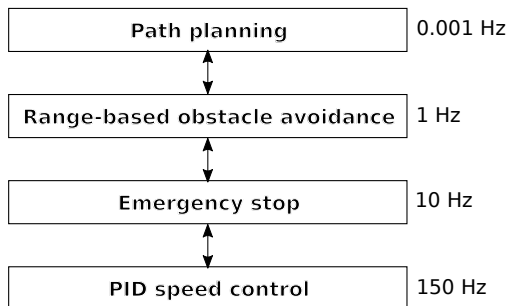 Path planning 0.001 Hz
Range-based obstacle avoidance 1 Hz
Emergency stop 10 Hz
PID speed control 150 Hz